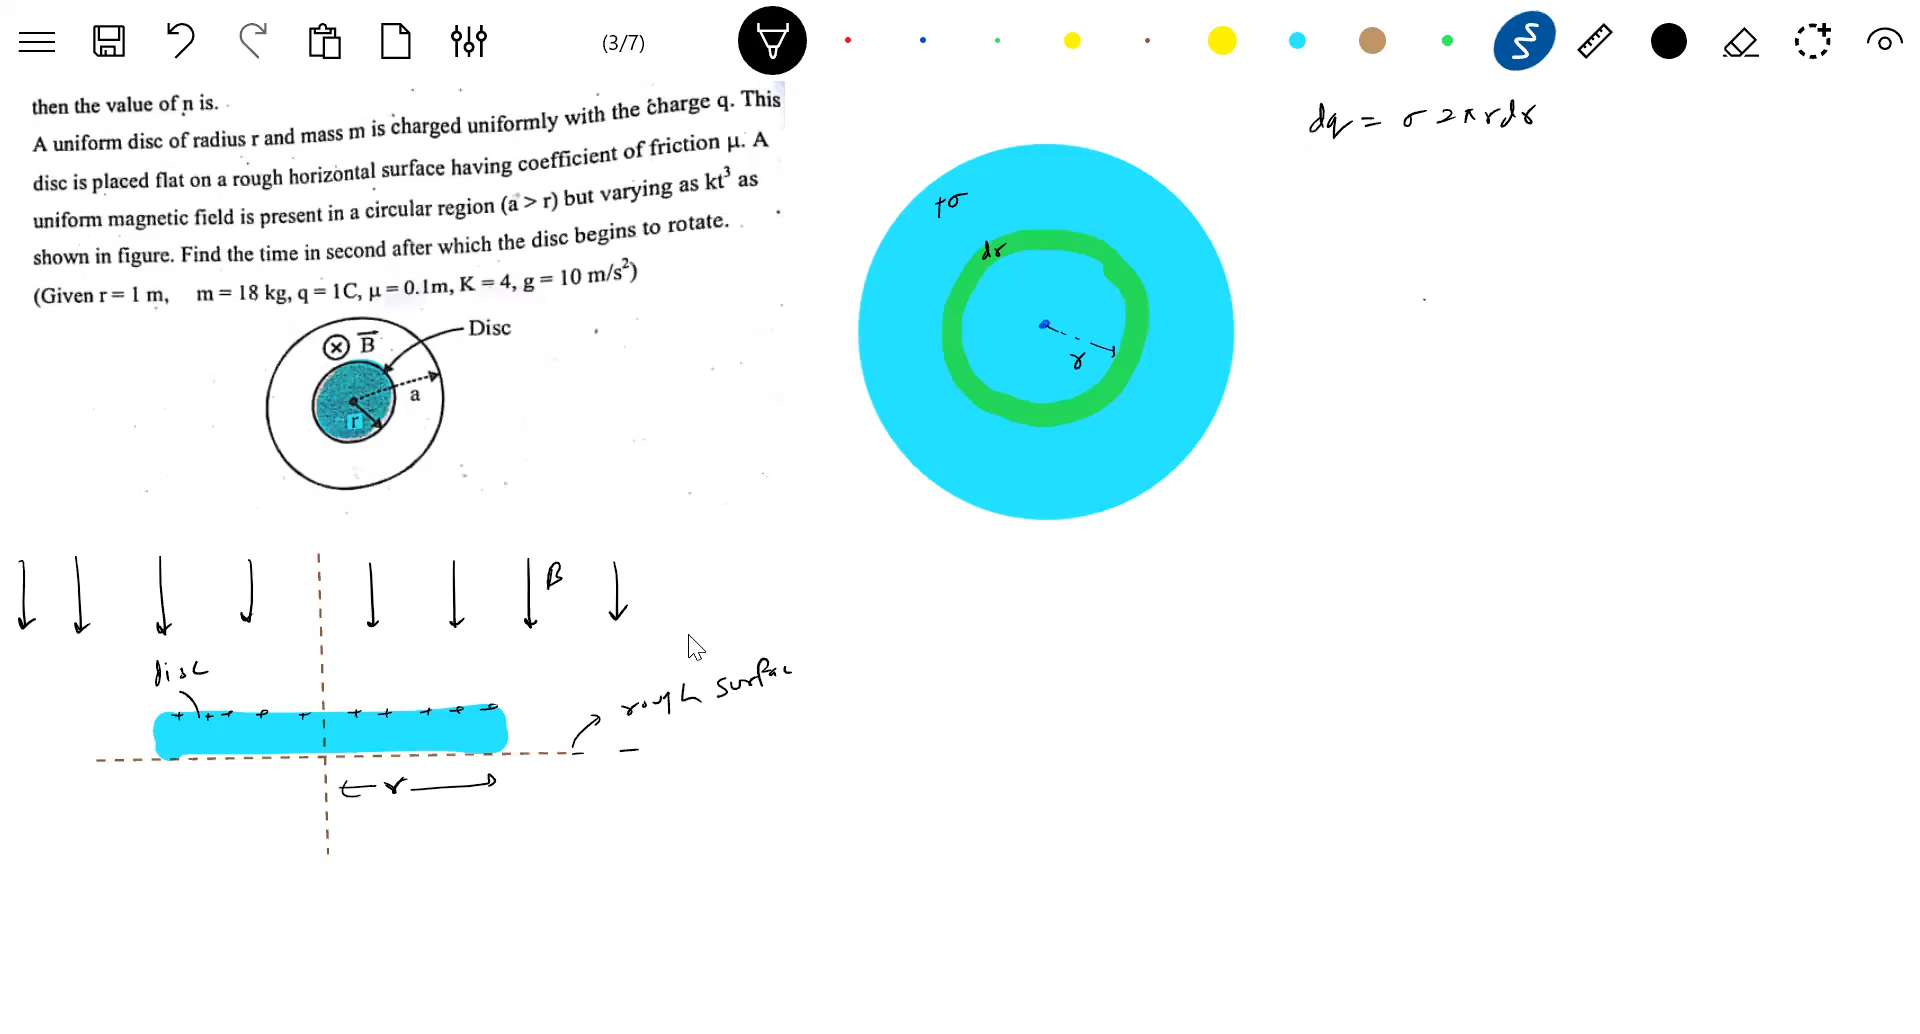 (3/7)
then the value of n is.
A uniform disc of radius r and mass m is charged uniformly with the charge q. This
disc is placed flat on a rough horizontal surface having coefficient of friction μ. A
uniform magnetic field is present in a circular region (a > r) but varying as kt³ as
shown in figure. Find the time in second after which the disc begins to rotate.
(Given r = 1 m, m = 18 kg, q = 1C, μ = 0.1m, K = 4, g = 10 m/s²)
Disc
B⃗
a
r
dq = σ 2πrdr
+σ
dr
r
B
disc
rough surfac
+ + + + + + + + + +
r